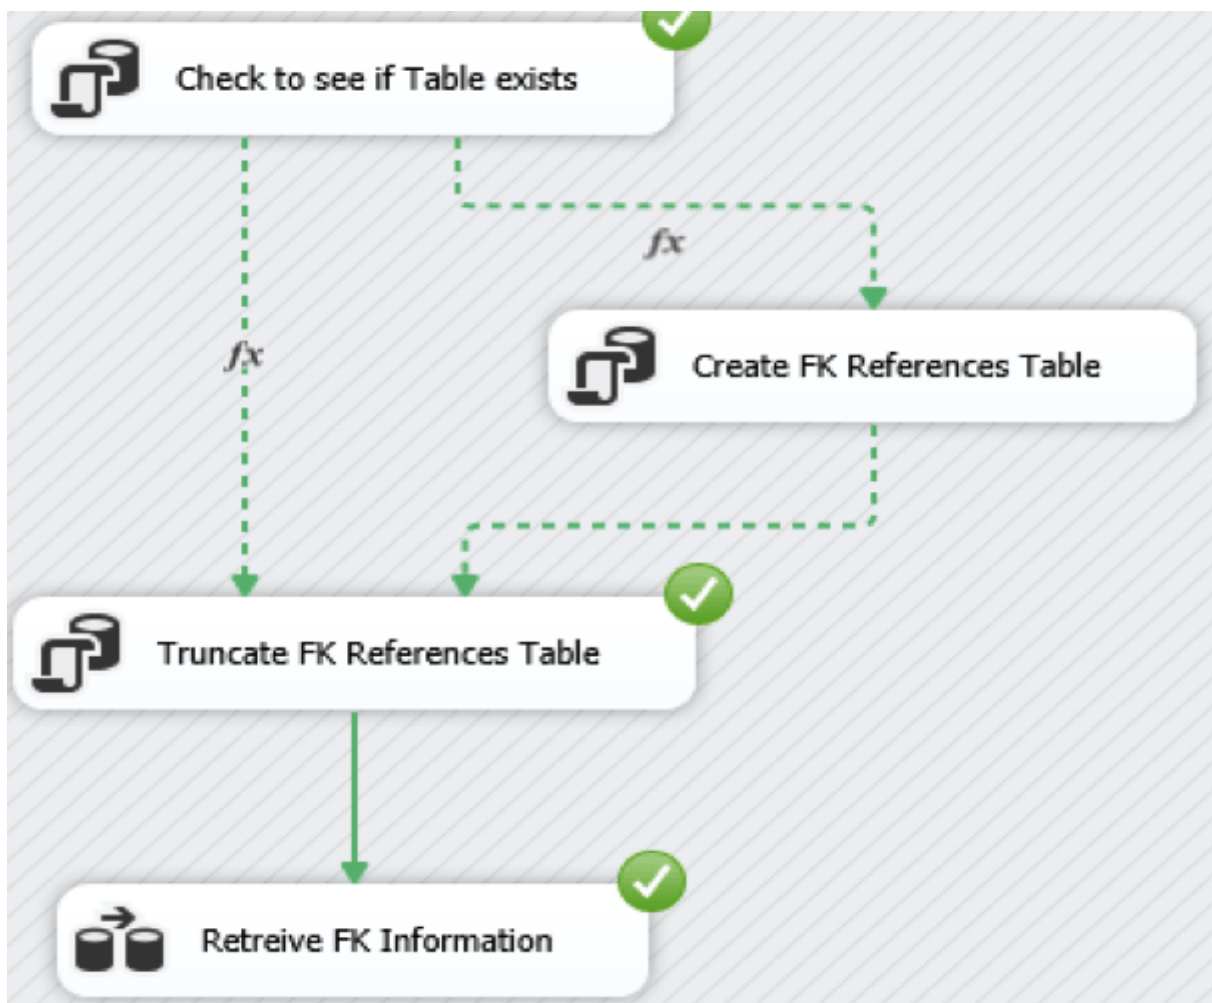 Check to see if Table exists
fx
fx
Create FK References Table
Truncate FK References Table
Retreive FK Information